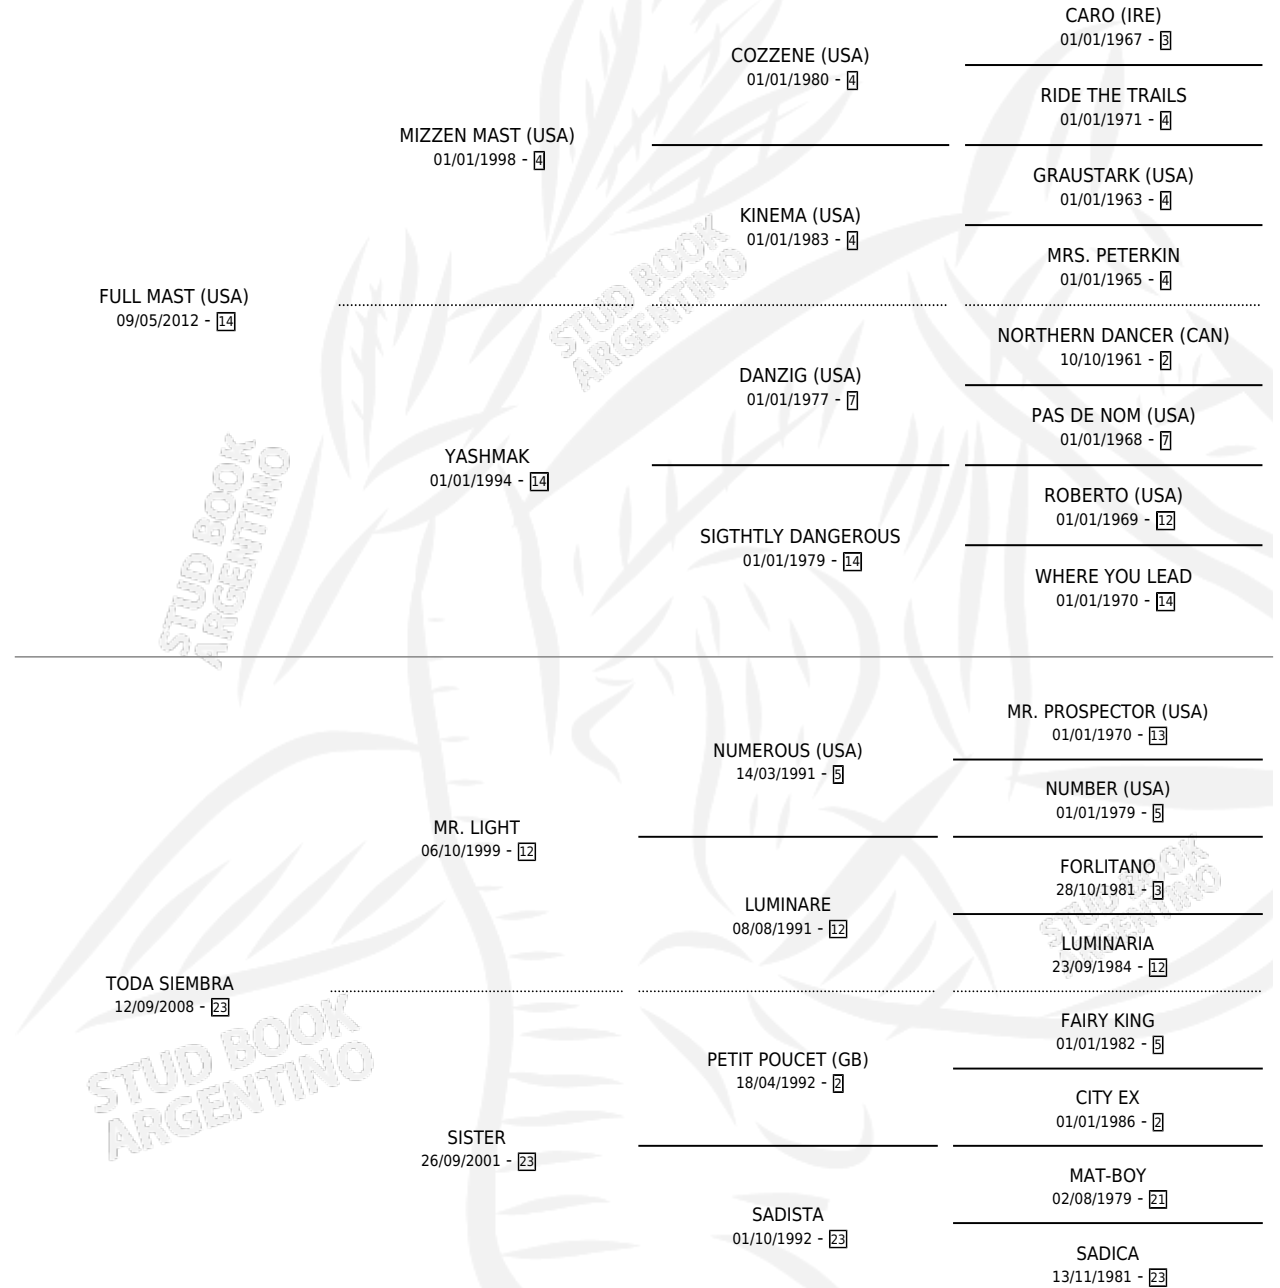 CARO (IRE)
01/01/1967 - 3
COZZENE (USA)
01/01/1980 - 4
RIDE THE TRAILS
01/01/1971 - 4
MIZZEN MAST (USA)
01/01/1998 - 4
GRAUSTARK (USA)
01/01/1963 - 4
KINEMA (USA)
01/01/1983 - 4
MRS. PETERKIN
01/01/1965 - 4
FULL MAST (USA)
09/05/2012 - 14
NORTHERN DANCER (CAN)
10/10/1961 - 2
DANZIG (USA)
01/01/1977 - 7
PAS DE NOM (USA)
01/01/1968 - 7
YASHMAK
01/01/1994 - 14
ROBERTO (USA)
01/01/1969 - 12
SIGTHTLY DANGEROUS
01/01/1979 - 14
WHERE YOU LEAD
01/01/1970 - 14
STUD BOOK
ARGENTINO
STUD BOOK
ARGENTINO
MR. PROSPECTOR (USA)
01/01/1970 - 13
NUMEROUS (USA)
14/03/1991 - 5
NUMBER (USA)
01/01/1979 - 5
MR. LIGHT
06/10/1999 - 12
FORLITANO
28/10/1981 - 3
LUMINARE
08/08/1991 - 12
LUMINARIA
23/09/1984 - 12
STUD BOOK
ARGENTINO
TODA SIEMBRA
12/09/2008 - 23
FAIRY KING
01/01/1982 - 5
PETIT POUCET (GB)
18/04/1992 - 2
CITY EX
01/01/1986 - 2
SISTER
26/09/2001 - 23
MAT-BOY
02/08/1979 - 21
SADISTA
01/10/1992 - 23
SADICA
13/11/1981 - 23
STUD BOOK
ARGENTINO